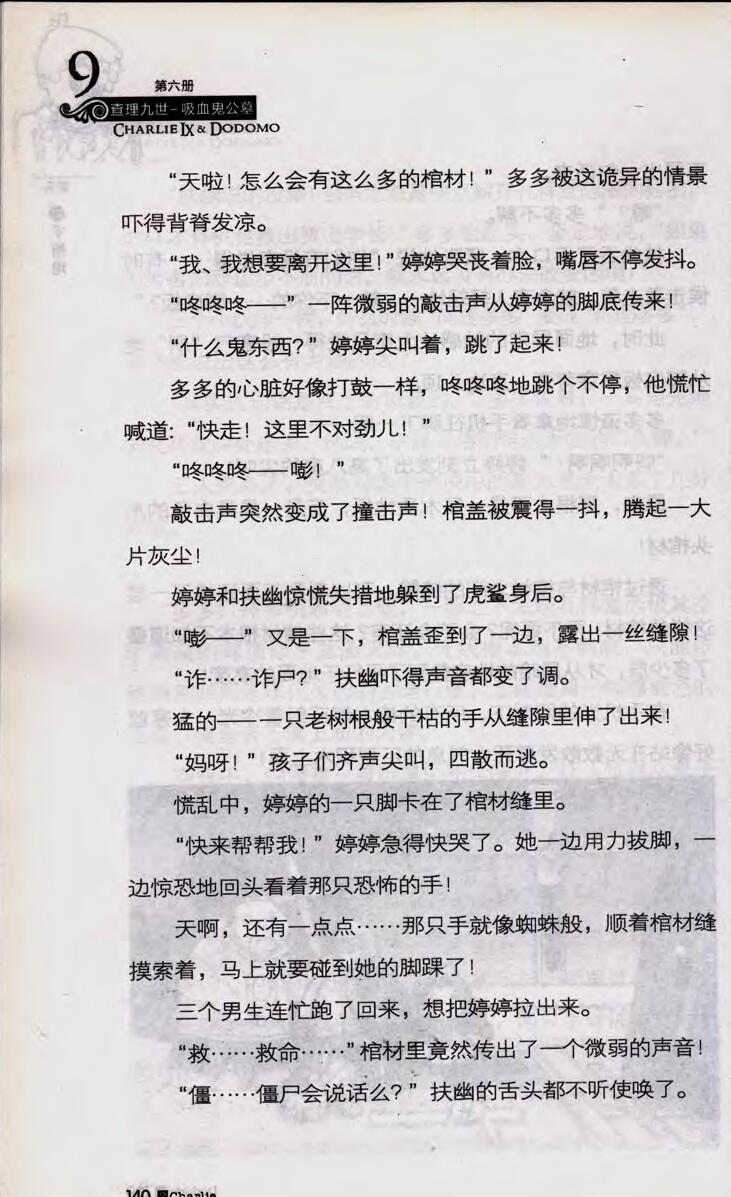 9
第六册
查理九世-吸血鬼公墓
CHARLIE IX & DODOMO
“天啦！怎么会有这么多的棺材！”多多被这诡异的情景
吓得背脊发凉。
“我、我想要离开这里！”婷婷哭丧着脸，嘴唇不停发抖。
“咚咚咚——”一阵微弱的敲击声从婷婷的脚底传来！
“什么鬼东西？”婷婷尖叫着，跳了起来！
多多的心脏好像打鼓一样，咚咚咚地跳个不停，他慌忙
喊道：“快走！这里不对劲儿！”
“咚咚咚——嘭！”
敲击声突然变成了撞击声！棺盖被震得一抖，腾起一大
片灰尘！
婷婷和扶幽惊慌失措地躲到了虎鲨身后。
“嘭——”又是一下，棺盖歪到了一边，露出一丝缝隙！
“诈……诈尸？”扶幽吓得声音都变了调。
猛的——一只老树根般干枯的手从缝隙里伸了出来！
“妈呀！”孩子们齐声尖叫，四散而逃。
慌乱中，婷婷的一只脚卡在了棺材缝里。
“快来帮帮我！”婷婷急得快哭了。她一边用力拔脚，一
边惊恐地回头看着那只恐怖的手！
天啊，还有一点点……那只手就像蜘蛛般，顺着棺材缝
摸索着，马上就要碰到她的脚踝了！
三个男生连忙跑了回来，想把婷婷拉出来。
“救……救命……”棺材里竟然传出了一个微弱的声音！
“僵……僵尸会说话么？”扶幽的舌头都不听使唤了。
140 Charlie